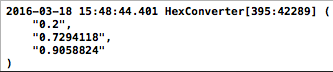 2016-03-18 15:48:44.401 HexConverter[395:42289] (
    "0.2",
    "0.7294118",
    "0.9058824"
)